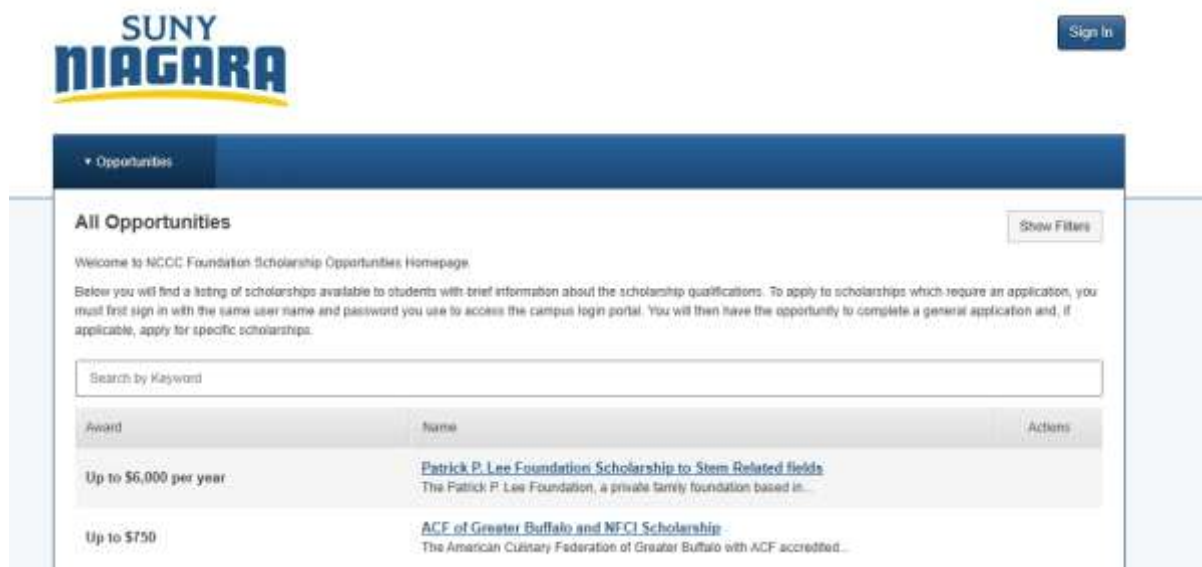 SUNY
NIAGARA
Sign In
▾ Opportunities
All Opportunities
Show Filters
Welcome to NCCC Foundation Scholarship Opportunities Homepage.
Below you will find a listing of scholarships available to students with brief information about the scholarship qualifications. To apply to scholarships which require an application, you
must first sign in with the same user name and password you use to access the campus login portal. You will then have the opportunity to complete a general application and, if
applicable, apply for specific scholarships.
Search by Keyword
Award Name Actions
Up to $6,000 per year
Patrick P. Lee Foundation Scholarship to Stem Related fields
The Patrick P. Lee Foundation, a private family foundation based in...
Up to $750
ACF of Greater Buffalo and NFCI Scholarship
The American Culinary Federation of Greater Buffalo with ACF accredited...